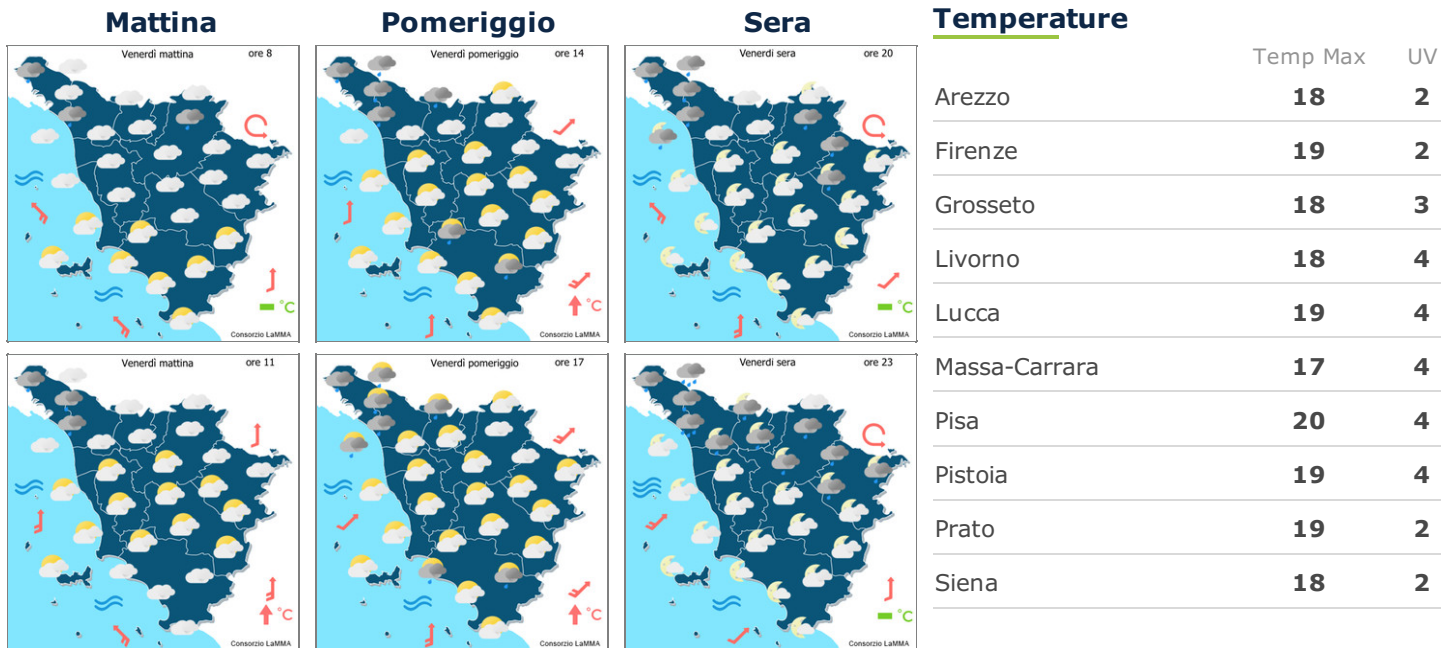 Mattina
Pomeriggio
Sera
Venerdì mattina ore 8
°C
Consorzio LaMMA
Venerdì pomeriggio ore 14
°C
Consorzio LaMMA
Venerdì sera ore 20
°C
Consorzio LaMMA
Venerdì mattina ore 11
°C
Consorzio LaMMA
Venerdì pomeriggio ore 17
°C
Consorzio LaMMA
Venerdì sera ore 23
°C
Consorzio LaMMA
Temperature
Temp Max UV
Arezzo 18 2
Firenze 19 2
Grosseto 18 3
Livorno 18 4
Lucca 19 4
Massa-Carrara 17 4
Pisa 20 4
Pistoia 19 4
Prato 19 2
Siena 18 2